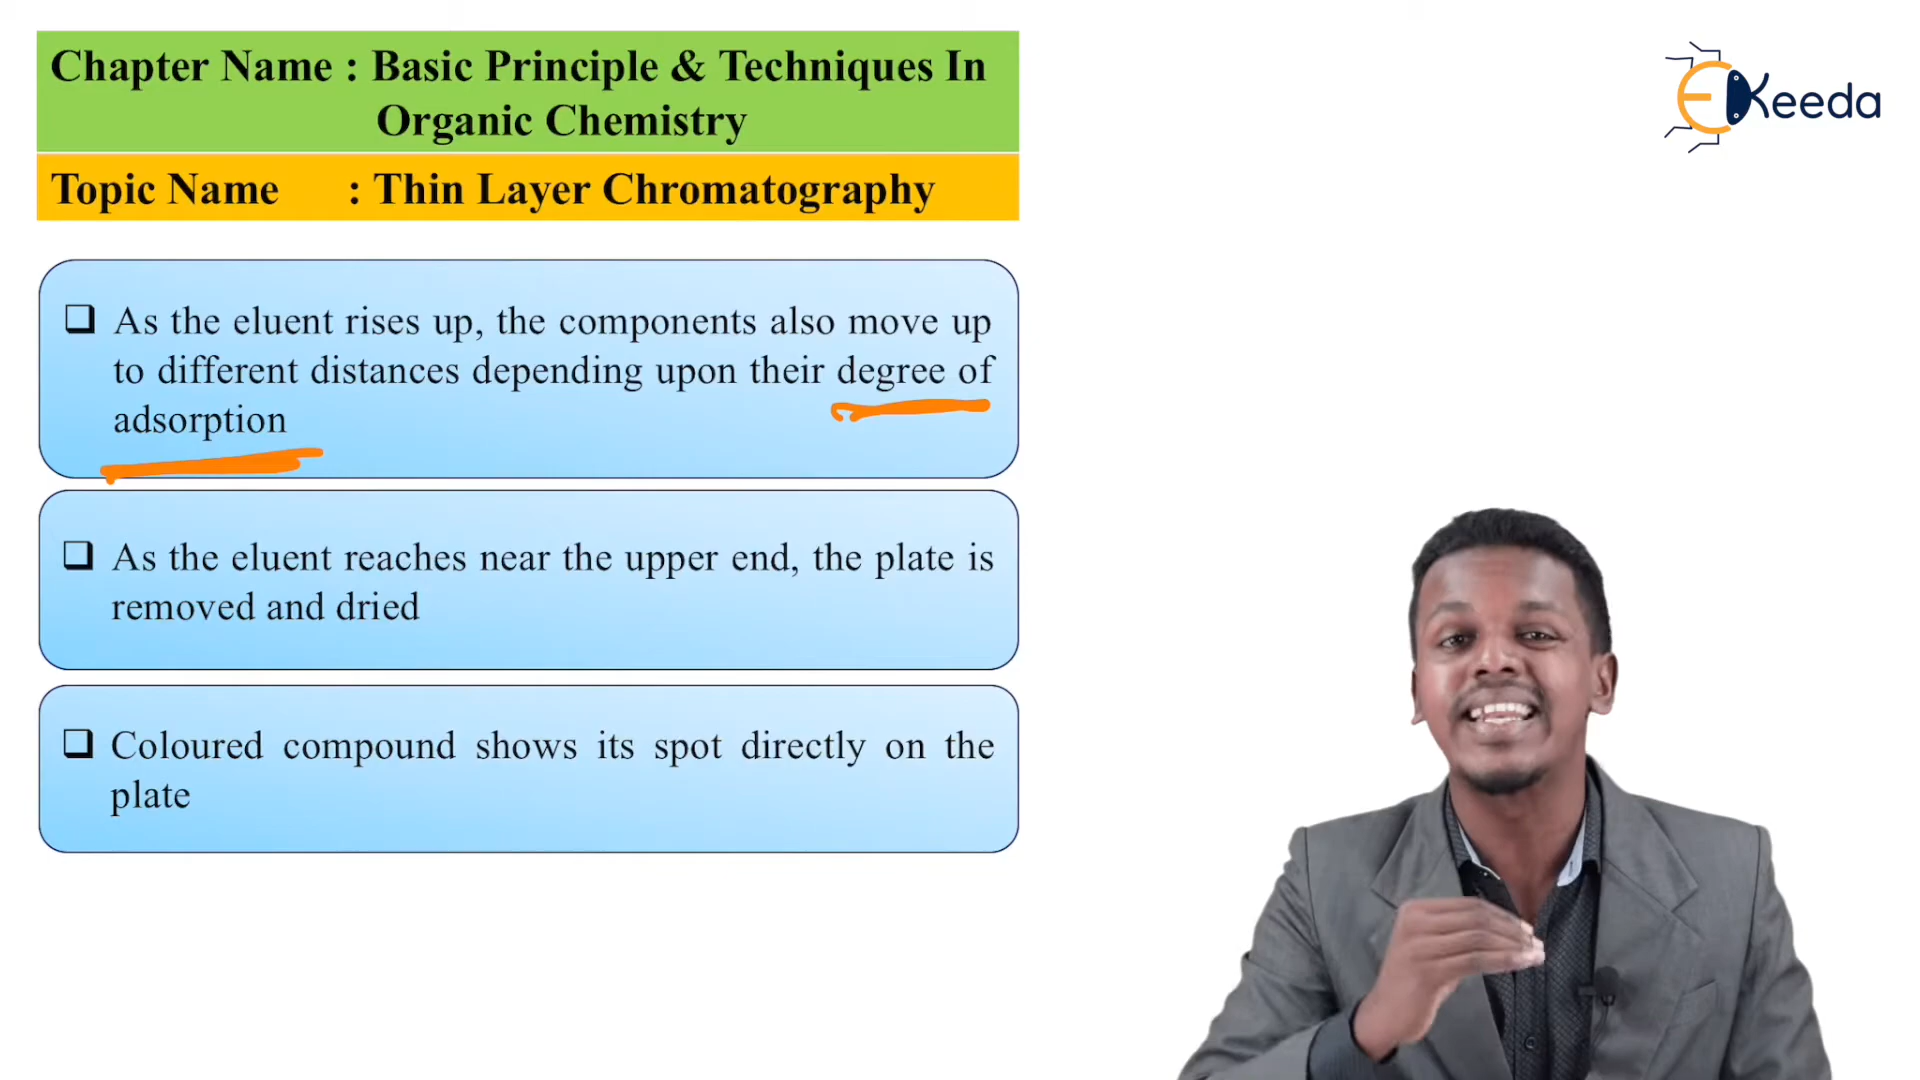 Chapter Name : Basic Principle & Techniques In
Organic Chemistry
Topic Name : Thin Layer Chromatography
EKeeda
As the eluent rises up, the components also move up
to different distances depending upon their degree of
adsorption
As the eluent reaches near the upper end, the plate is
removed and dried
Coloured compound shows its spot directly on the
plate